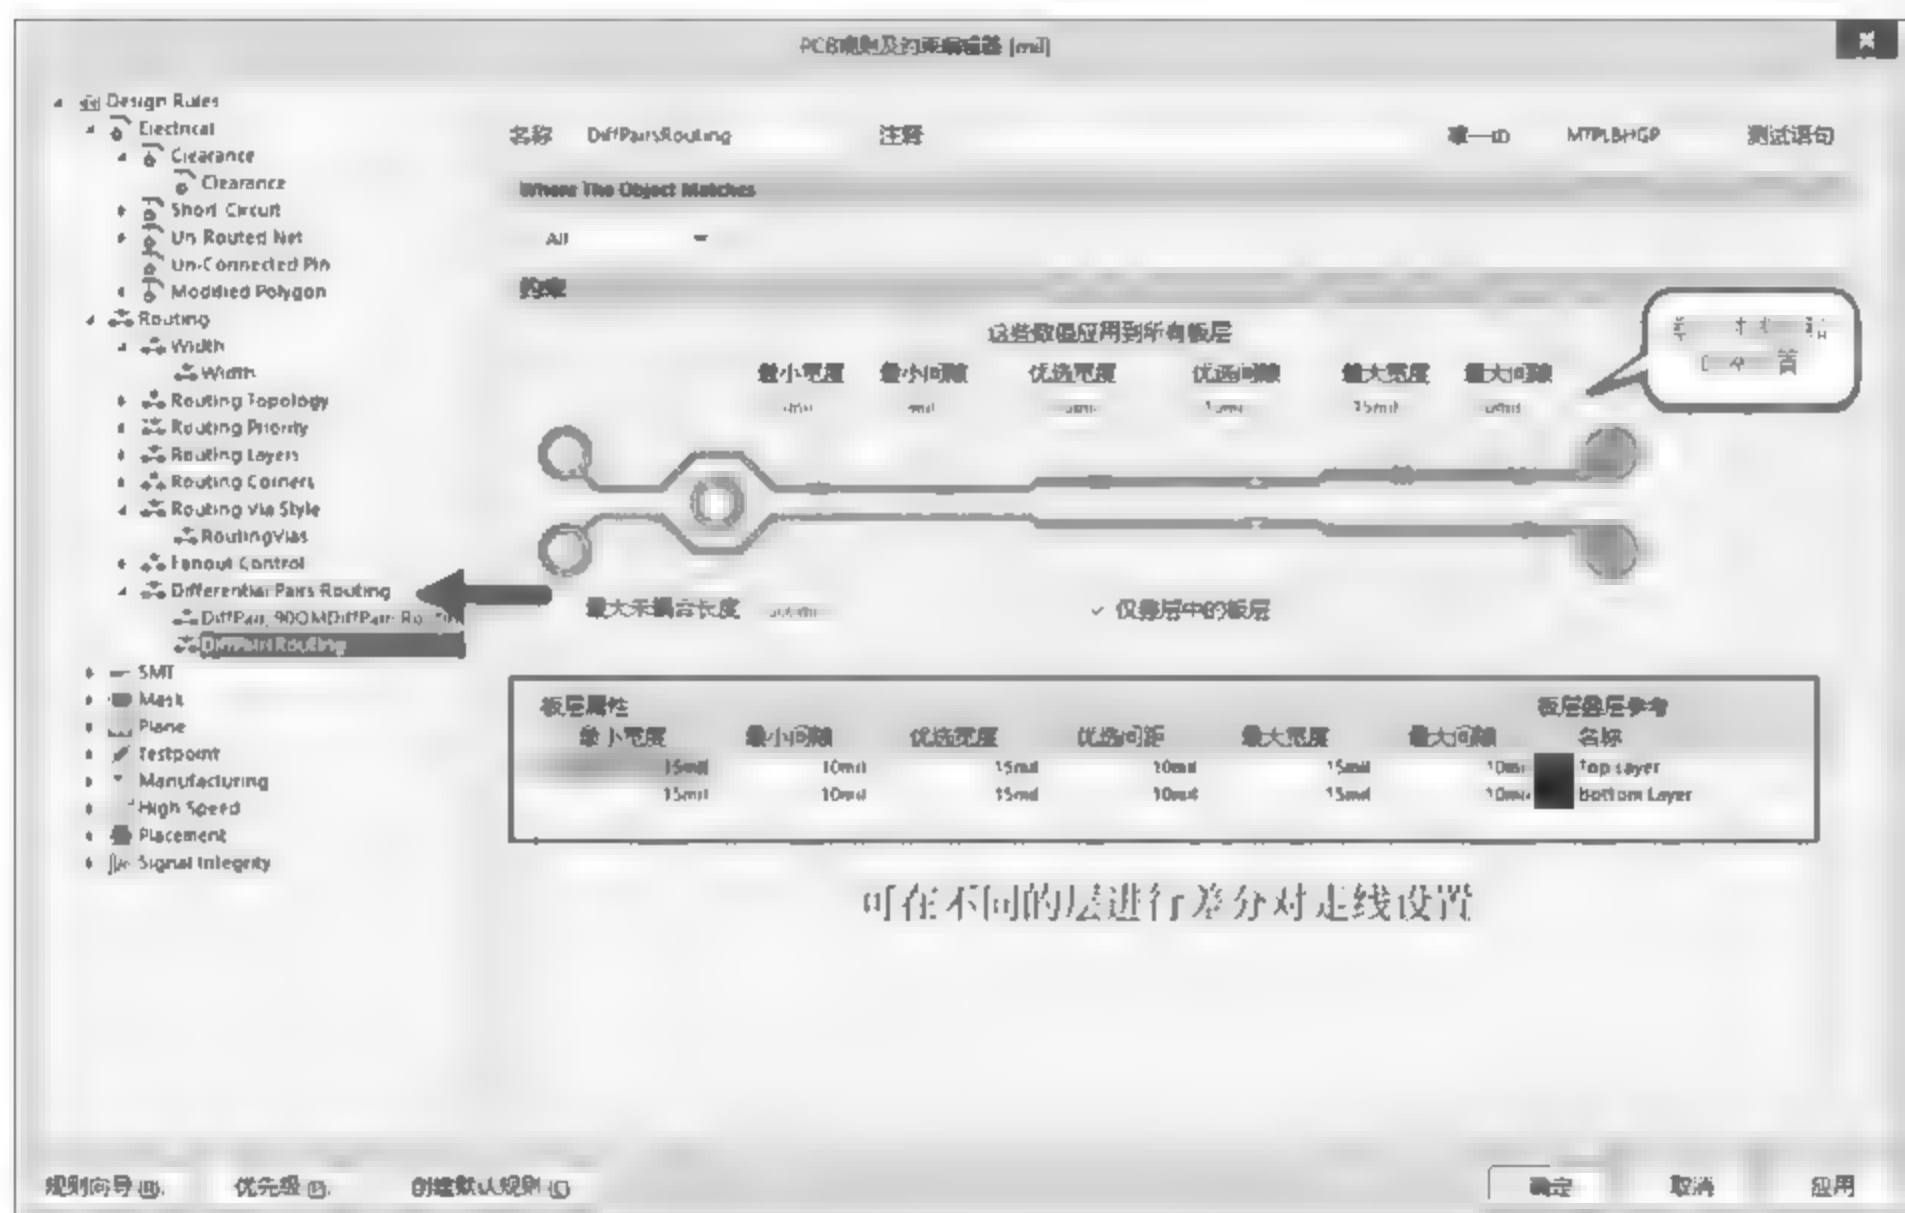 PCB规则及约束编辑器 [mil]
Design Rules
Electrical
Clearance
Clearance
Short Circuit
Un-Routed Net
Un-Connected Pin
Modified Polygon
Routing
Width
Width
Routing Topology
Routing Priority
Routing Layers
Routing Corners
Routing Via Style
RoutingVias
Fanout Control
Differential Pairs Routing
DiffPair_90OMDiffPair Ro
DiffPairsRouting
SMT
Mask
Plane
Testpoint
Manufacturing
High Speed
Placement
Signal Integrity
名称 DiffPairsRouting 注释 唯一ID 测试语句
Where The Object Matches
All
约束
这些数值应用到所有板层
最小宽度 最小间隙 优选宽度 优选间隙 最大宽度 最大间隙
15mil
最大未耦合长度 仅叠层中的板层
板层属性 板层叠层参考
最小宽度 最小间隙 优选宽度 优选间距 最大宽度 最大间隙 名称
15mil 10mil 15mil 10mil 15mil 10mil Top Layer
15mil 10mil 15mil 10mil 15mil 10mil Bottom Layer
可在不同的层进行差分对走线设置
规则向导(R). 优先级(P). 创建默认规则(C) 确定 取消 应用